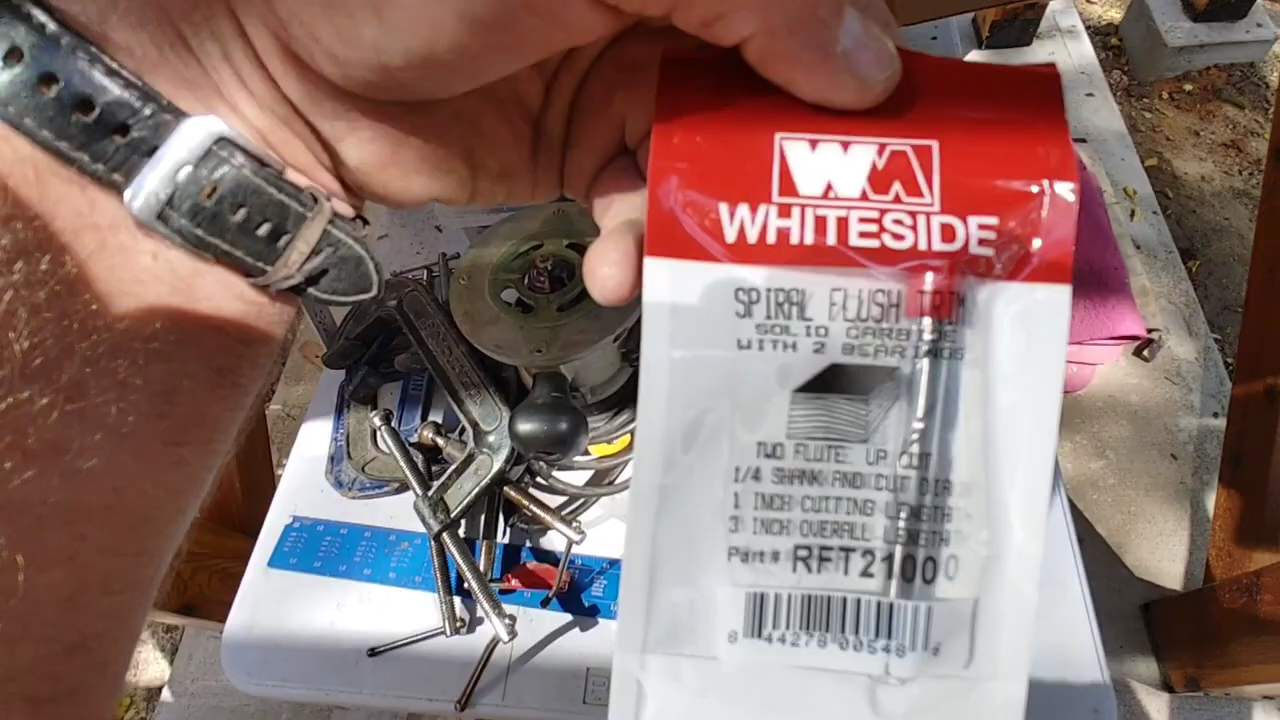 WHITESIDE
SPIRAL FLUSH TRIM
SOLID CARBIDE
WITH 2 BEARINGS
TWO FLUTE UP CUT
1/4 SHANK AND CUT DIA
1 INCH CUTTING LENGTH
3 INCH OVERALL LENGTH
Part# RFT2100